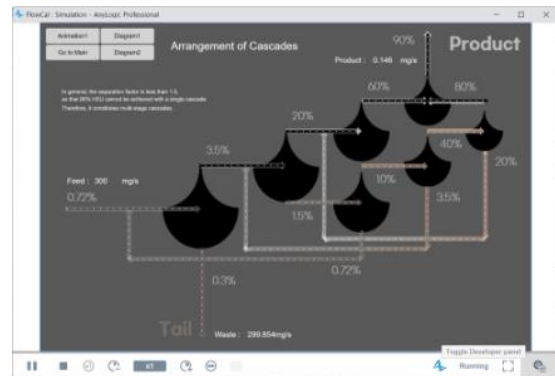 FlowCar : Simulation - AnyLogic Professional
Animation1
Diagram1
Go to Main
Diagram2
Arrangement of Cascades
90%
Product
Product : 0.146 mg/s
In general, the separation factor is less than 1.5,
so that 90% HEU cannot be achieved with a single cascade
Therefore, it constitutes multi-stage cascades.
60%
80%
20%
40%
3.5%
20%
10%
Feed : 300 mg/s
3.5%
0.72%
1.5%
0.72%
0.3%
Tail
Waste : 299.854mg/s
Toggle Developer panel
x1
Running